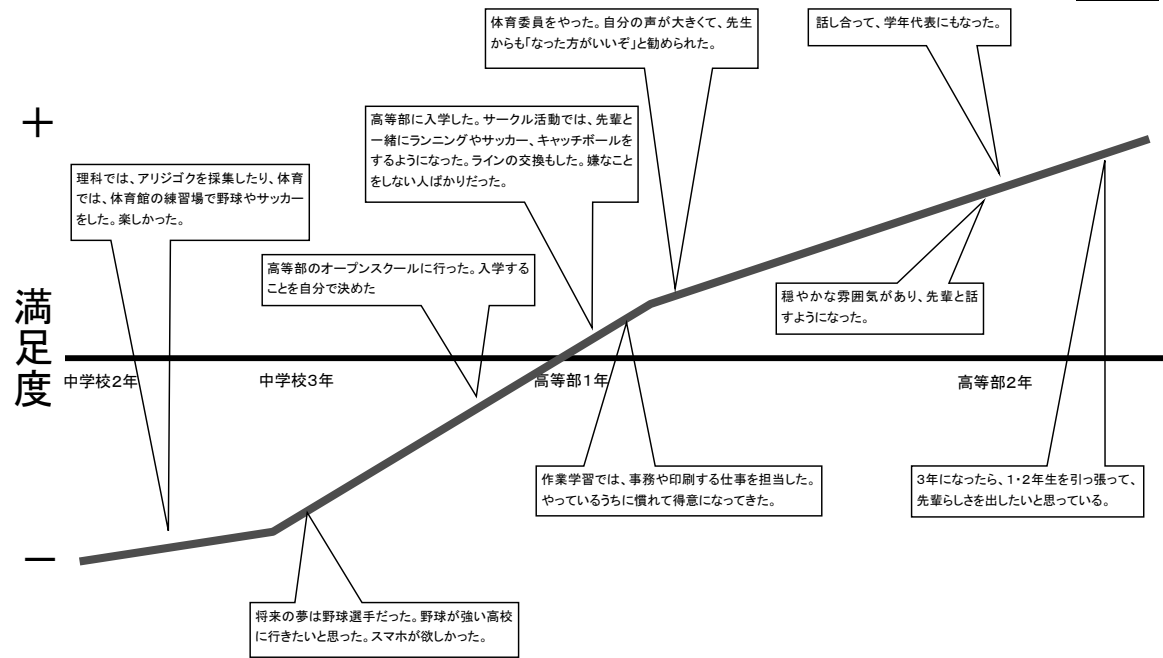 体育委員をやった。自分の声が大きくて、先生
からも「なった方がいいぞ」と勧められた。
話し合って、学年代表にもなった。
＋
高等部に入学した。サークル活動では、先輩と
一緒にランニングやサッカー、キャッチボールを
するようになった。ラインの交換もした。嫌なこと
をしない人ばかりだった。
理科では、アリジゴクを採集したり、体育
では、体育館の練習場で野球やサッカー
をした。楽しかった。
高等部のオープンスクールに行った。入学する
ことを自分で決めた
穏やかな雰囲気があり、先輩と話
すようになった。
満足度
中学校２年
中学校３年
高等部１年
高等部２年
作業学習では、事務や印刷する仕事を担当した。
やっているうちに慣れて得意になってきた。
３年になったら、１・２年生を引っ張って、
先輩らしさを出したいと思っている。
－
将来の夢は野球選手だった。野球が強い高校
に行きたいと思った。スマホが欲しかった。